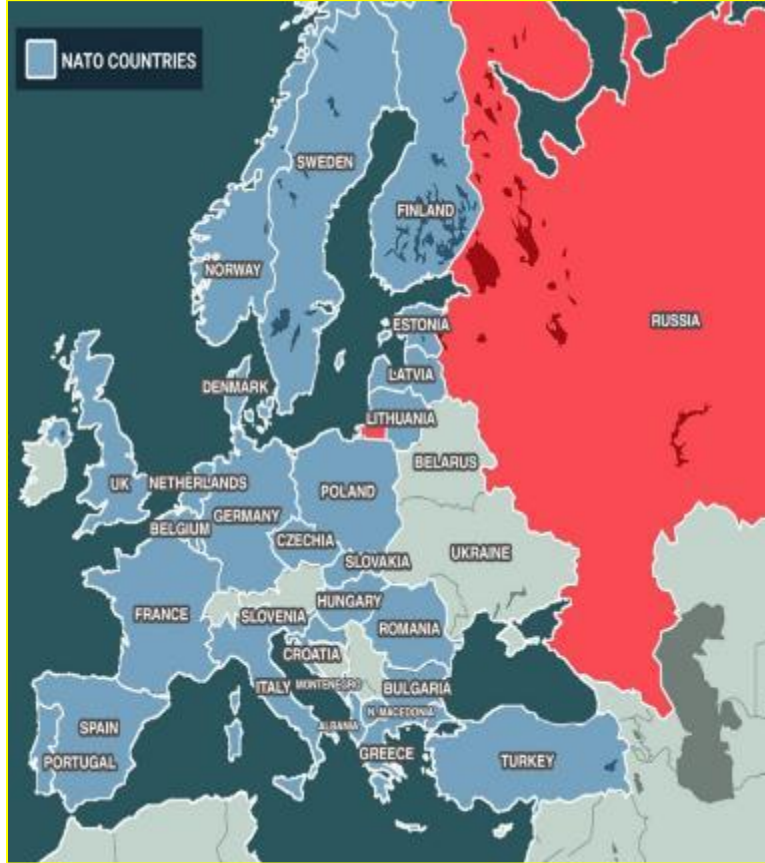 NATO COUNTRIES
SWEDEN
FINLAND
NORWAY
ESTONIA
RUSSIA
LATVIA
DENMARK
LITHUANIA
BELARUS
UK
NETHERLANDS
POLAND
GERMANY
BELGIUM
CZECHIA
UKRAINE
SLOVAKIA
HUNGARY
FRANCE
SLOVENIA
ROMANIA
CROATIA
ITALY
MONTENEGRO
BULGARIA
N. MACEDONIA
SPAIN
ALBANIA
GREECE
PORTUGAL
TURKEY